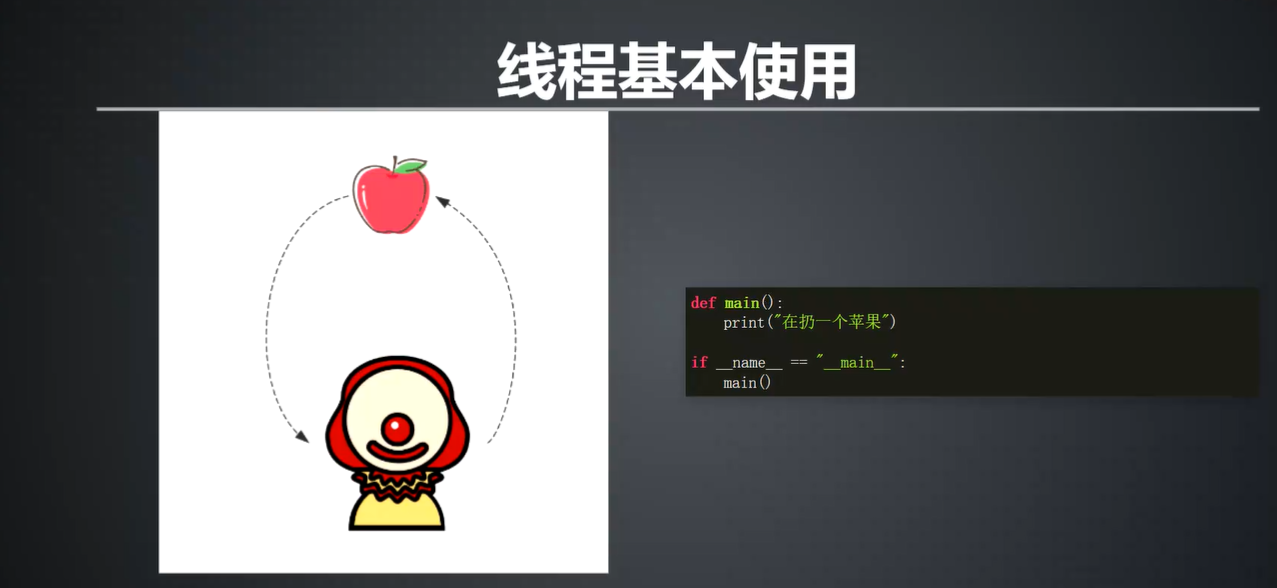 线程基本使用
def main():
    print("在扔一个苹果")
if __name__ == "__main__":
    main()